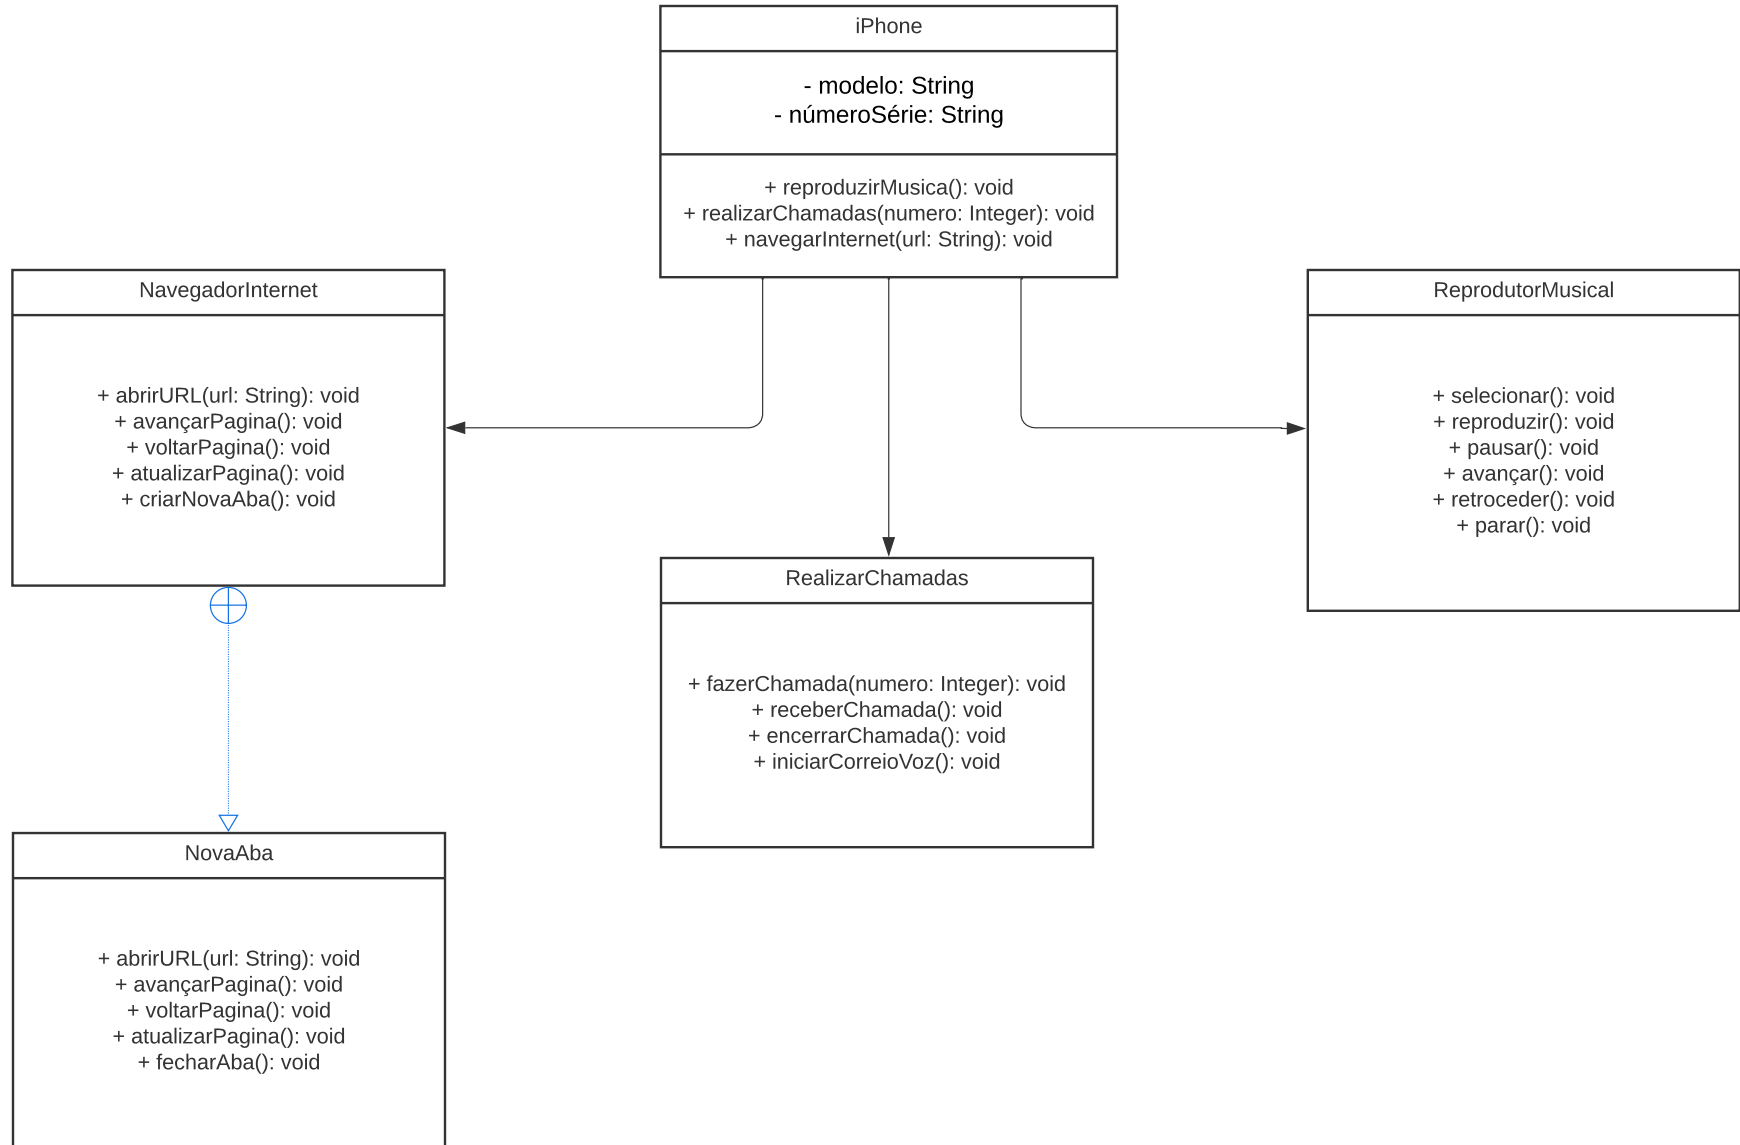 iPhone
- modelo: String
- númeroSérie: String
+ reproduzirMusica(): void
+ realizarChamadas(numero: Integer): void
+ navegarInternet(url: String): void
NavegadorInternet
+ abrirURL(url: String): void
+ avançarPagina(): void
+ voltarPagina(): void
+ atualizarPagina(): void
+ criarNovaAba(): void
ReprodutorMusical
+ selecionar(): void
+ reproduzir(): void
+ pausar(): void
+ avançar(): void
+ retroceder(): void
+ parar(): void
RealizarChamadas
+ fazerChamada(numero: Integer): void
+ receberChamada(): void
+ encerrarChamada(): void
+ iniciarCorreioVoz(): void
NovaAba
+ abrirURL(url: String): void
+ avançarPagina(): void
+ voltarPagina(): void
+ atualizarPagina(): void
+ fecharAba(): void